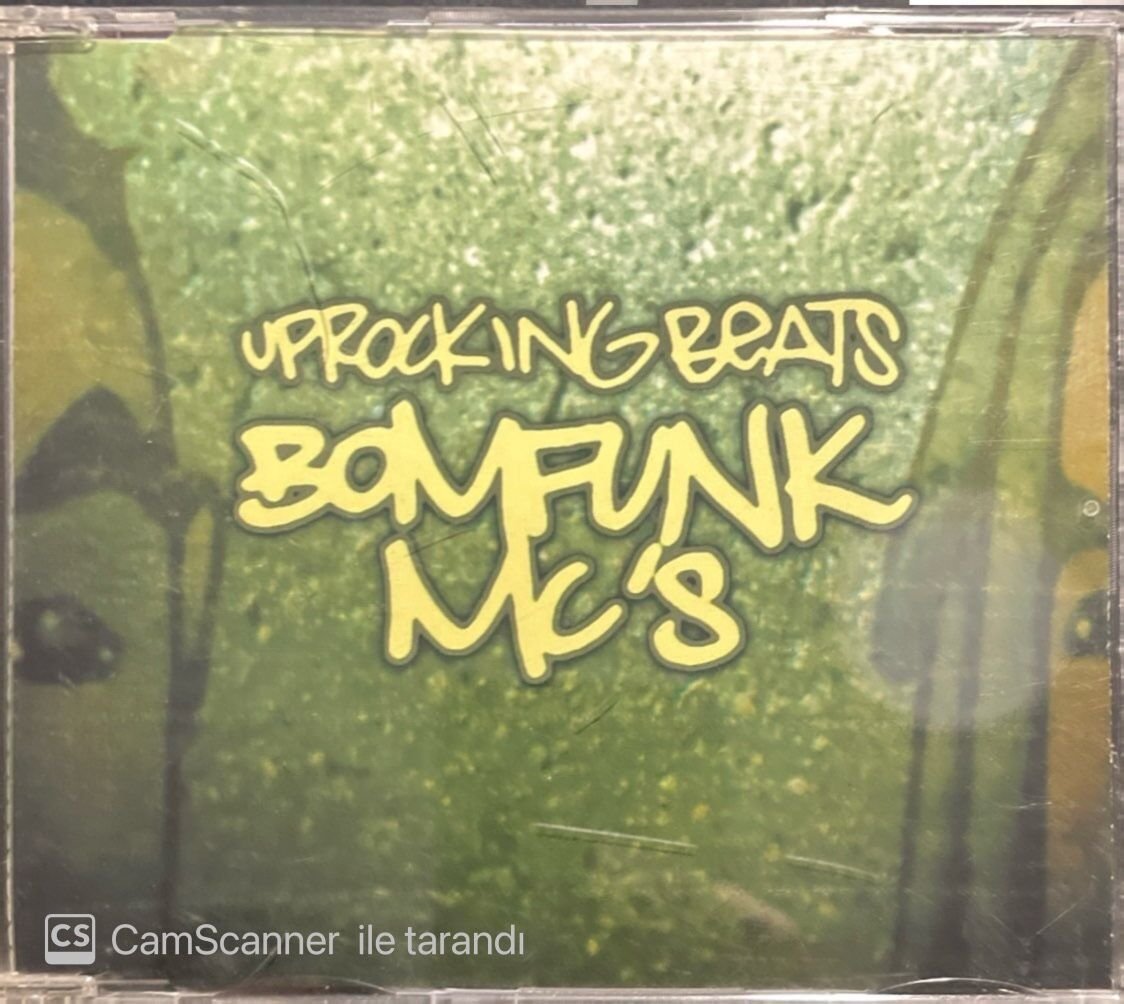 UPROCKING BEATS
BOMFUNK
MC'S
CS CamScanner ile tarandı